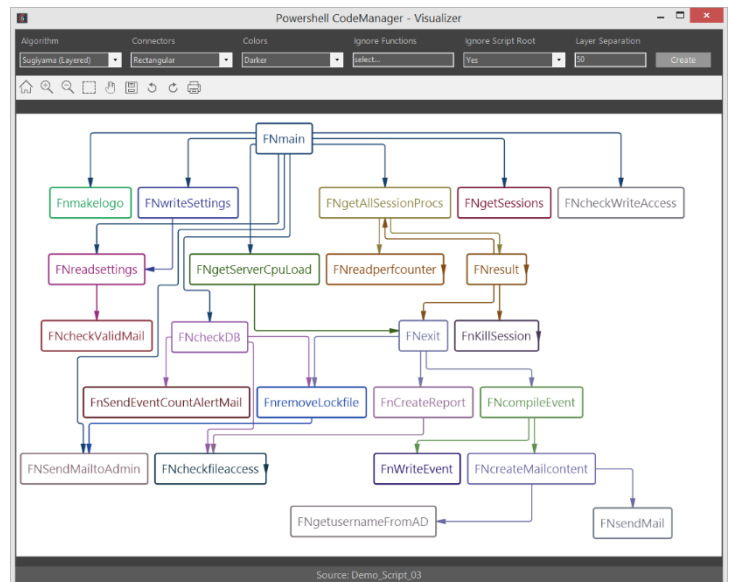 Powershell CodeManager - Visualizer
Algorithm Connectors Colors Ignore Functions Ignore Script Root Layer Separation
Sugiyama (Layered) Rectangular Darker select... Yes 50 Create
FNmain
Fnmakelogo FNwriteSettings FNgetAllSessionProcs FNgetSessions FNcheckWriteAccess
FNreadsettings FNgetServerCpuLoad FNreadperfcounter FNresult
FNcheckValidMail FNcheckDB FNexit FnKillSession
FnSendEventCountAlertMail FnremoveLockfile FnCreateReport FNcompileEvent
FNSendMailtoAdmin FNcheckfileaccess FnWriteEvent FNcreateMailcontent
FNgetusernameFromAD FNsendMail
Source: Demo_Script_03